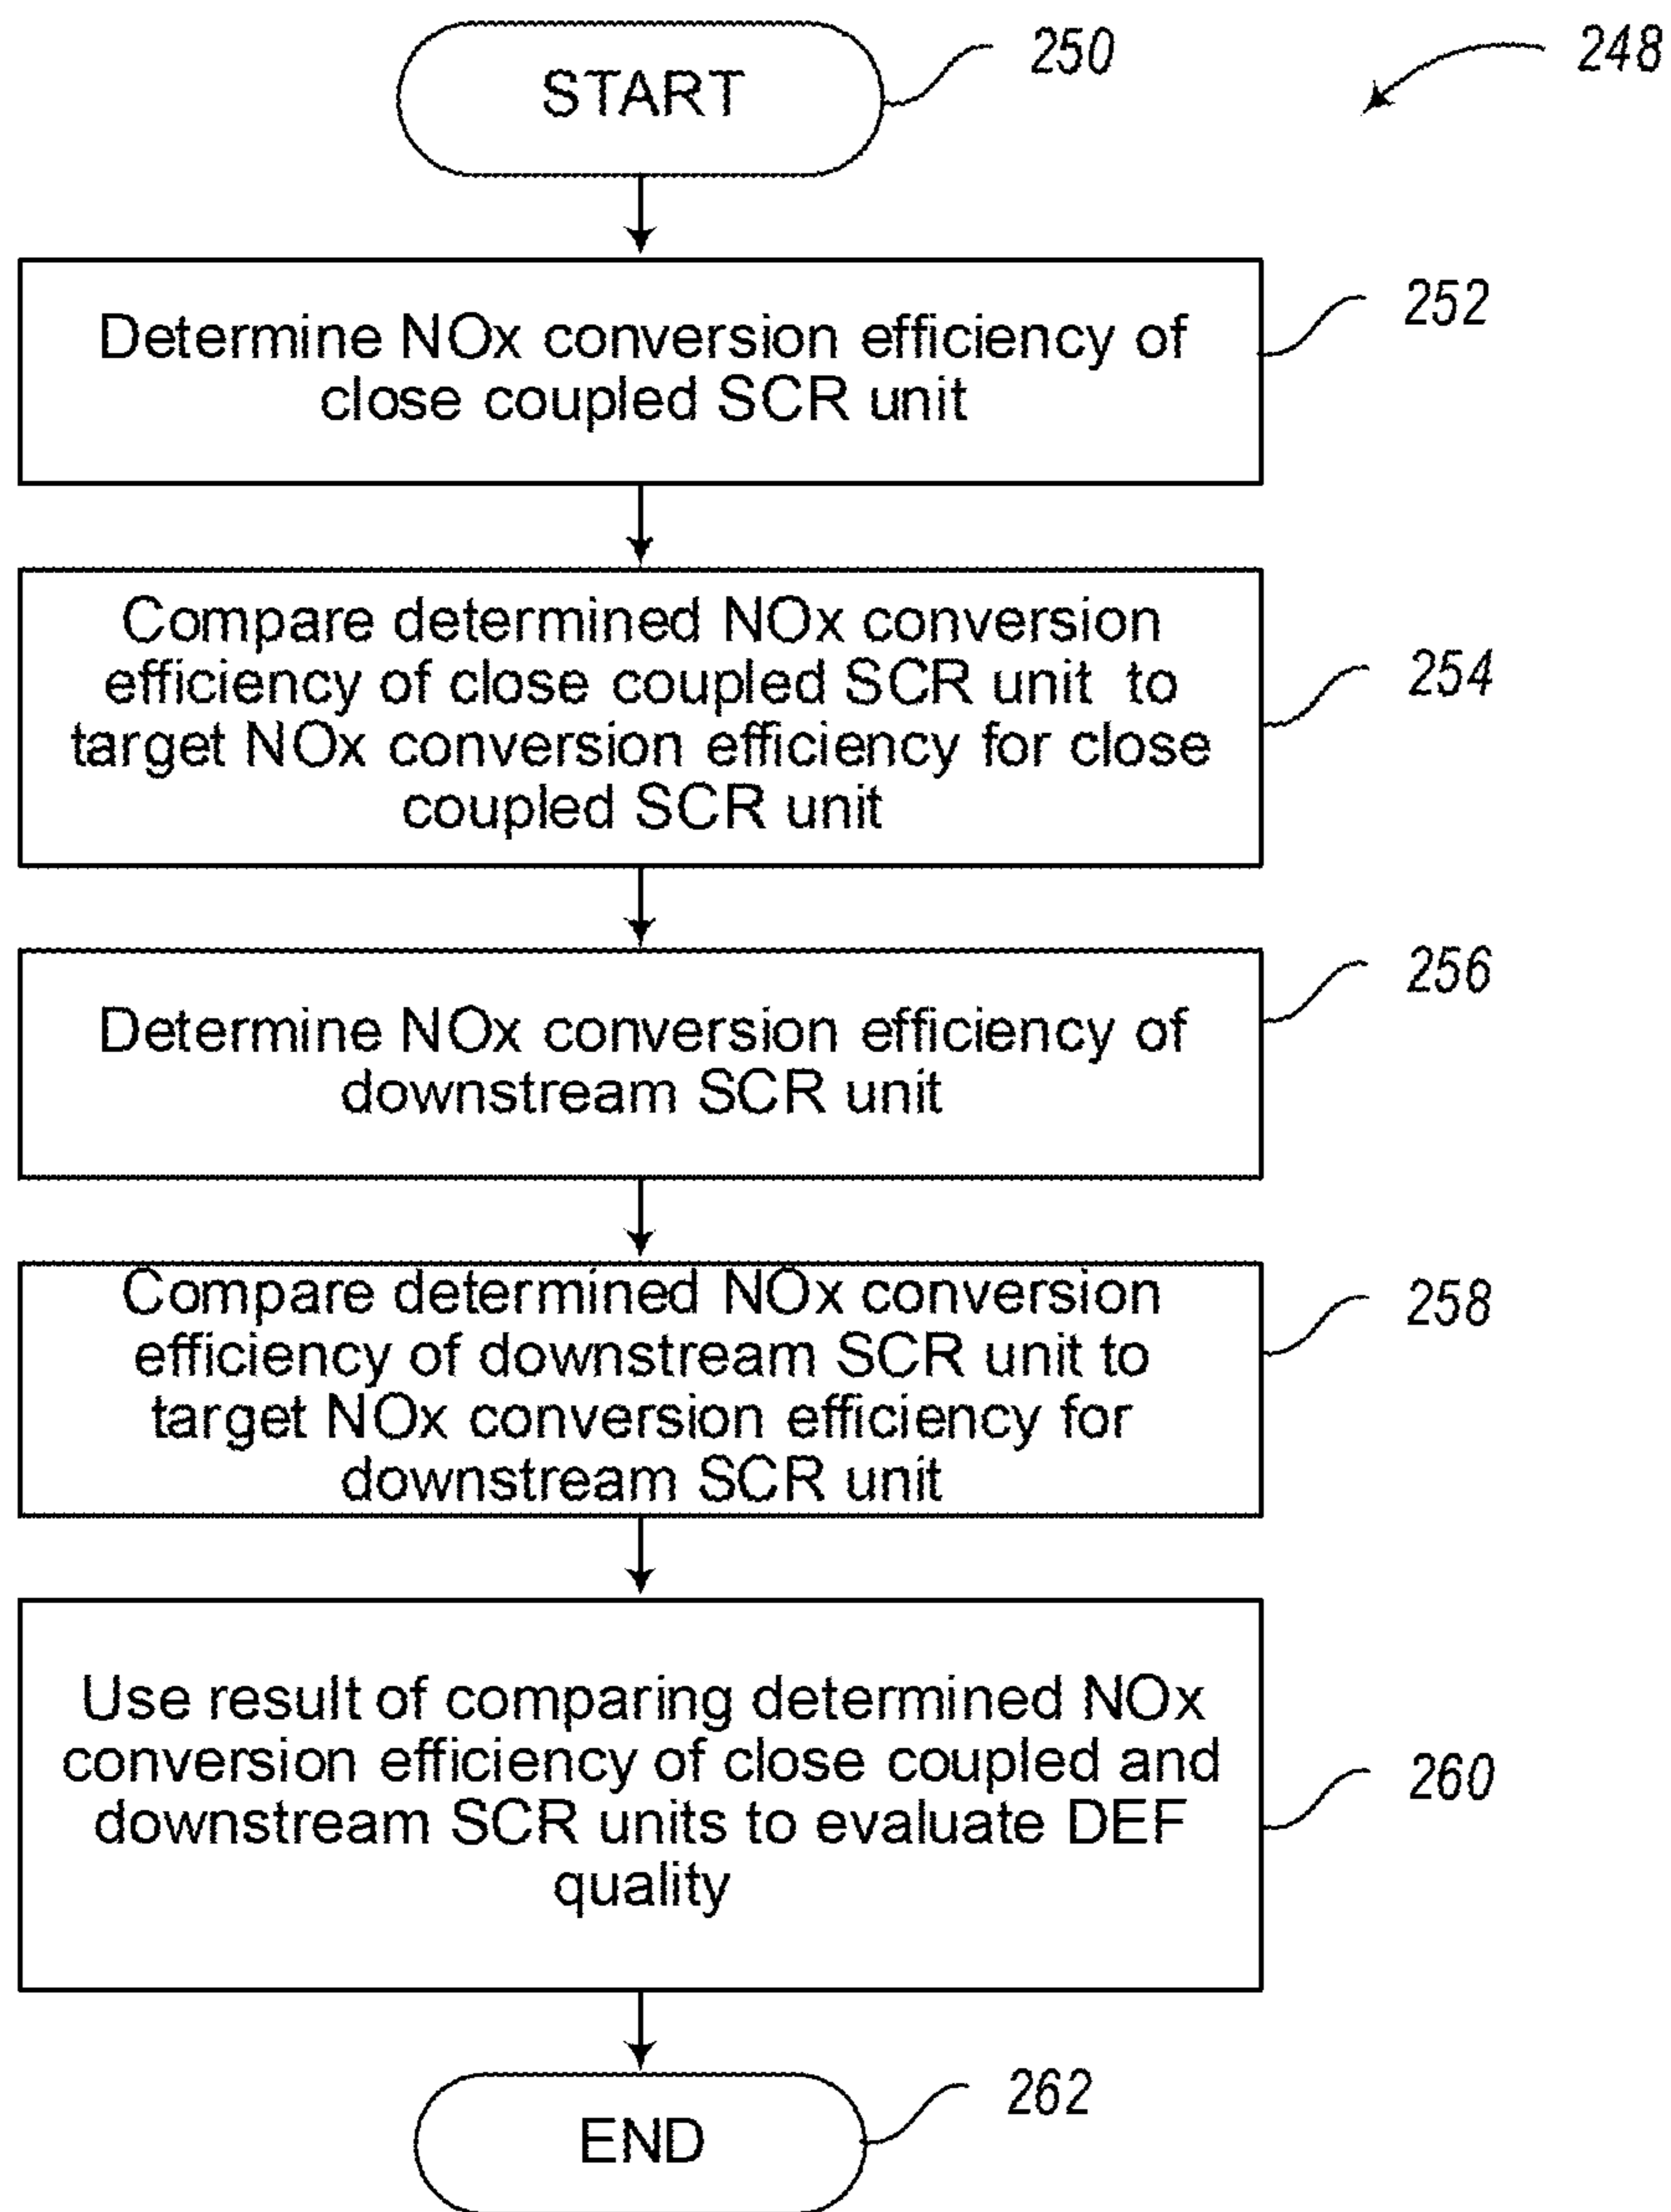 START
250
248
Determine NOx conversion efficiency of
close coupled SCR unit
252
Compare determined NOx conversion
efficiency of close coupled SCR unit to
target NOx conversion efficiency for close
coupled SCR unit
254
Determine NOx conversion efficiency of
downstream SCR unit
256
Compare determined NOx conversion
efficiency of downstream SCR unit to
target NOx conversion efficiency for
downstream SCR unit
258
Use result of comparing determined NOx
conversion efficiency of close coupled and
downstream SCR units to evaluate DEF
quality
260
END
262